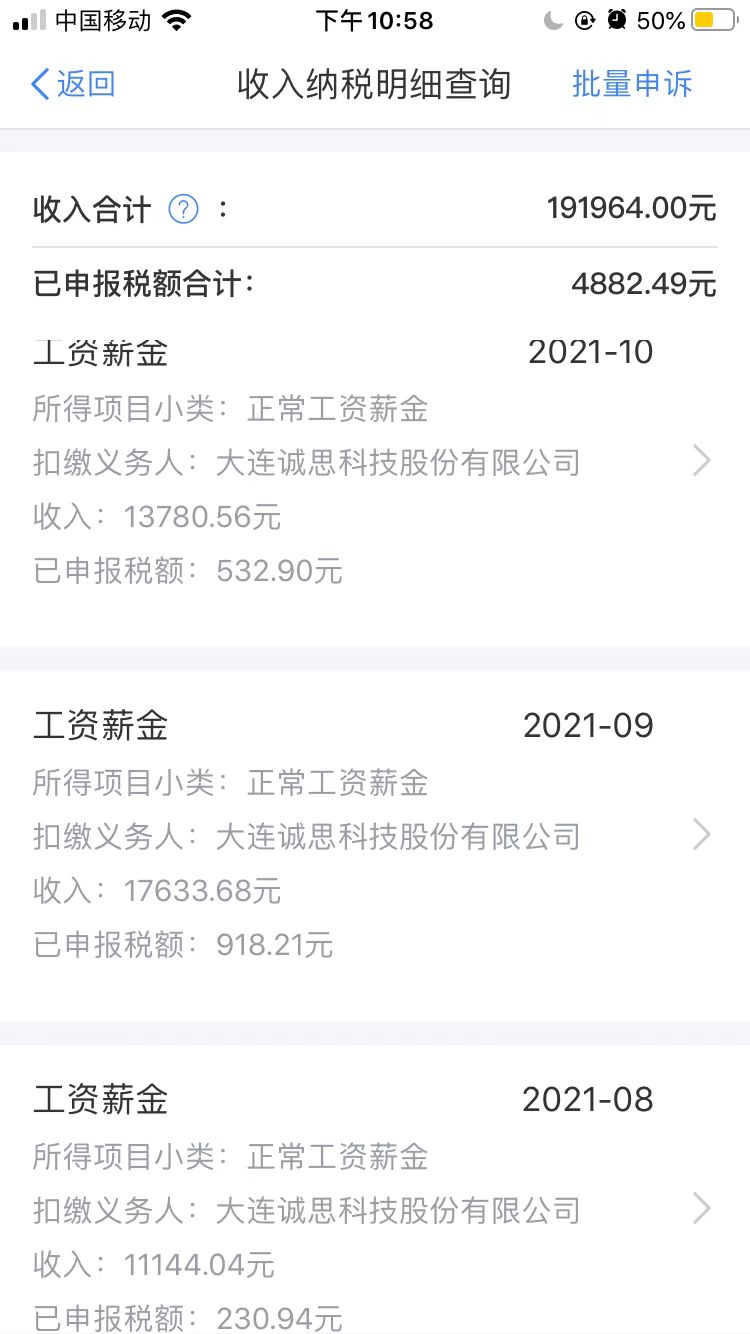 中国移动 下午10:58 50%
返回 收入纳税明细查询 批量申诉
收入合计 ? : 191964.00元
已申报税额合计: 4882.49元
工资薪金 2021-10
所得项目小类: 正常工资薪金
扣缴义务人: 大连诚思科技股份有限公司
收入: 13780.56元
已申报税额: 532.90元
工资薪金 2021-09
所得项目小类: 正常工资薪金
扣缴义务人: 大连诚思科技股份有限公司
收入: 17633.68元
已申报税额: 918.21元
工资薪金 2021-08
所得项目小类: 正常工资薪金
扣缴义务人: 大连诚思科技股份有限公司
收入: 11144.04元
已申报税额: 230.94元